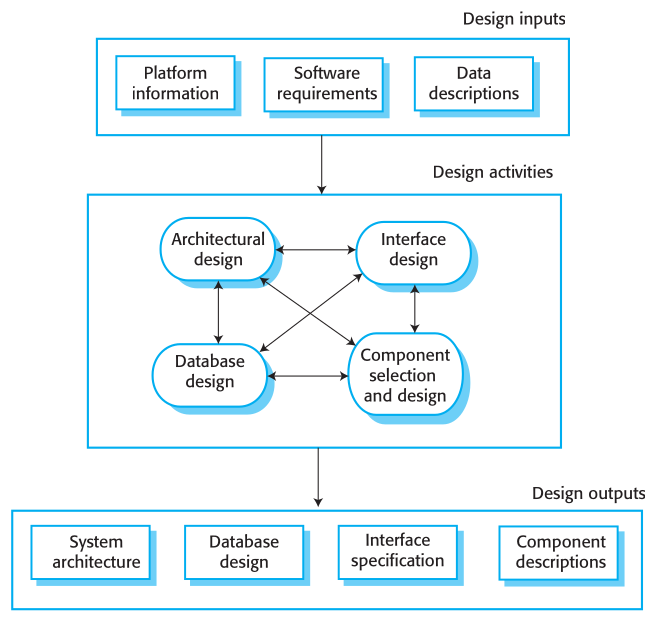 Design inputs
Platform
information
Software
requirements
Data
descriptions
Design activities
Architectural
design
Interface
design
Database
design
Component
selection
and design
Design outputs
System
architecture
Database
design
Interface
specification
Component
descriptions